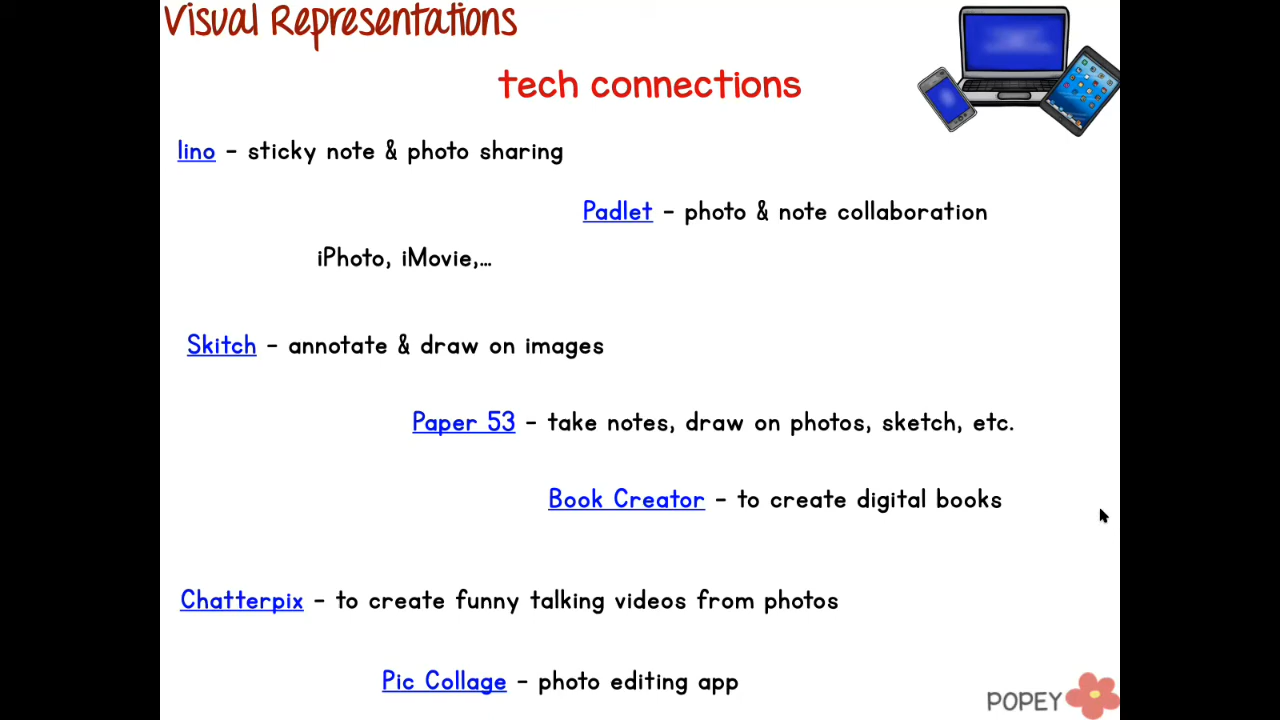 Visual Representations
tech connections
lino - sticky note & photo sharing
Padlet - photo & note collaboration
iPhoto, iMovie,...
Skitch - annotate & draw on images
Paper 53 - take notes, draw on photos, sketch, etc.
Book Creator - to create digital books
Chatterpix - to create funny talking videos from photos
Pic Collage - photo editing app
POPEY